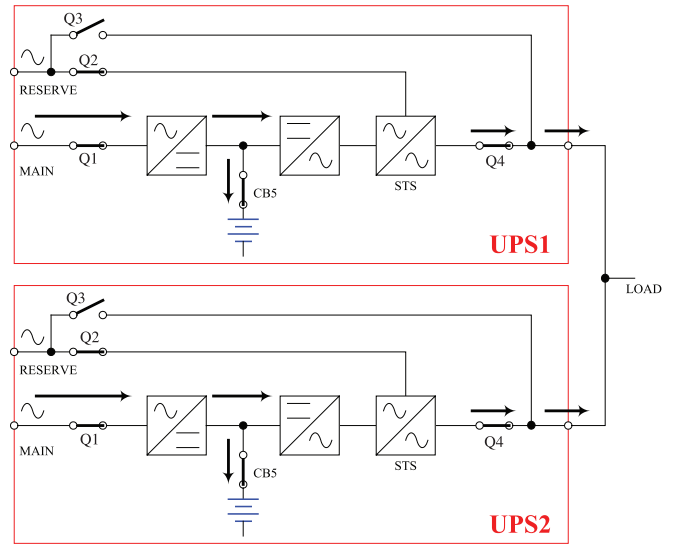 Q3
Q2
RESERVE
MAIN
Q1
CB5
STS
Q4
UPS1
LOAD
Q3
Q2
RESERVE
MAIN
Q1
CB5
STS
Q4
UPS2